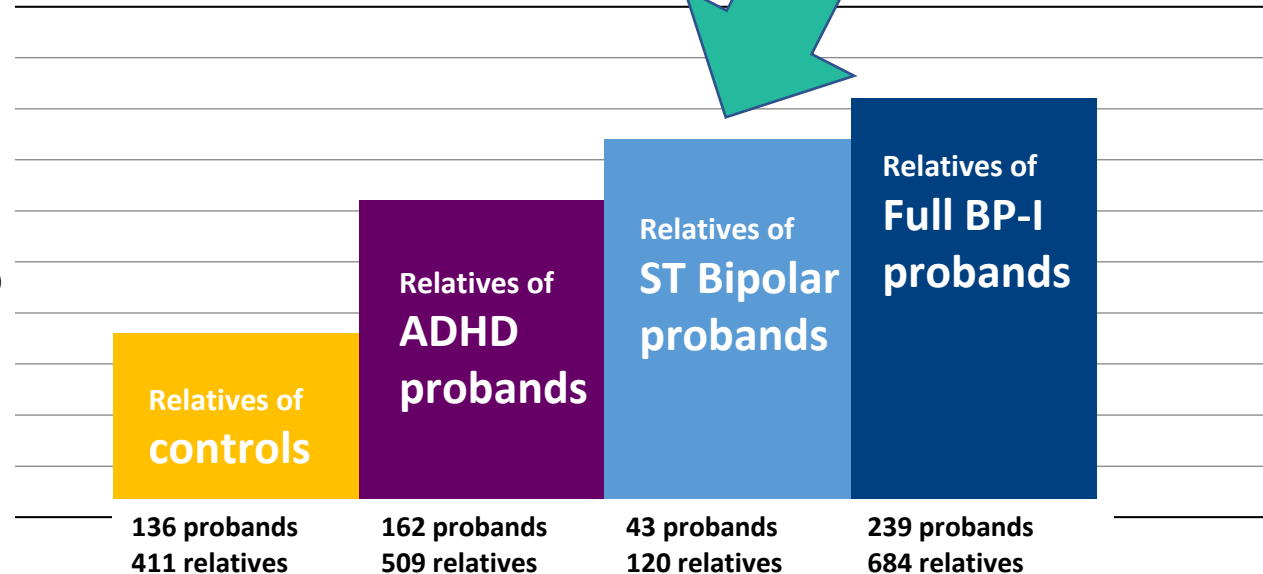 Relatives of
controls
Relatives of
ADHD
probands
Relatives of
ST Bipolar
probands
Relatives of
Full BP-I
probands
136 probands
411 relatives
162 probands
509 relatives
43 probands
120 relatives
239 probands
684 relatives